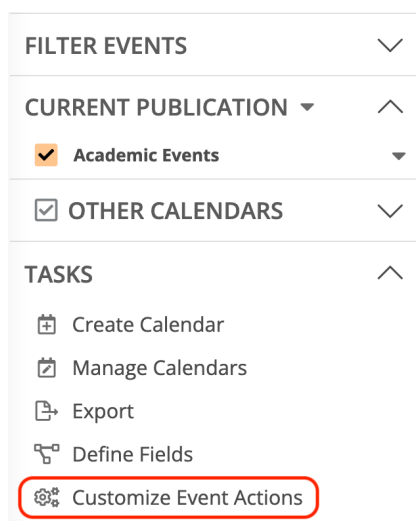 FILTER EVENTS
CURRENT PUBLICATION
Academic Events
OTHER CALENDARS
TASKS
Create Calendar
Manage Calendars
Export
Define Fields
Customize Event Actions